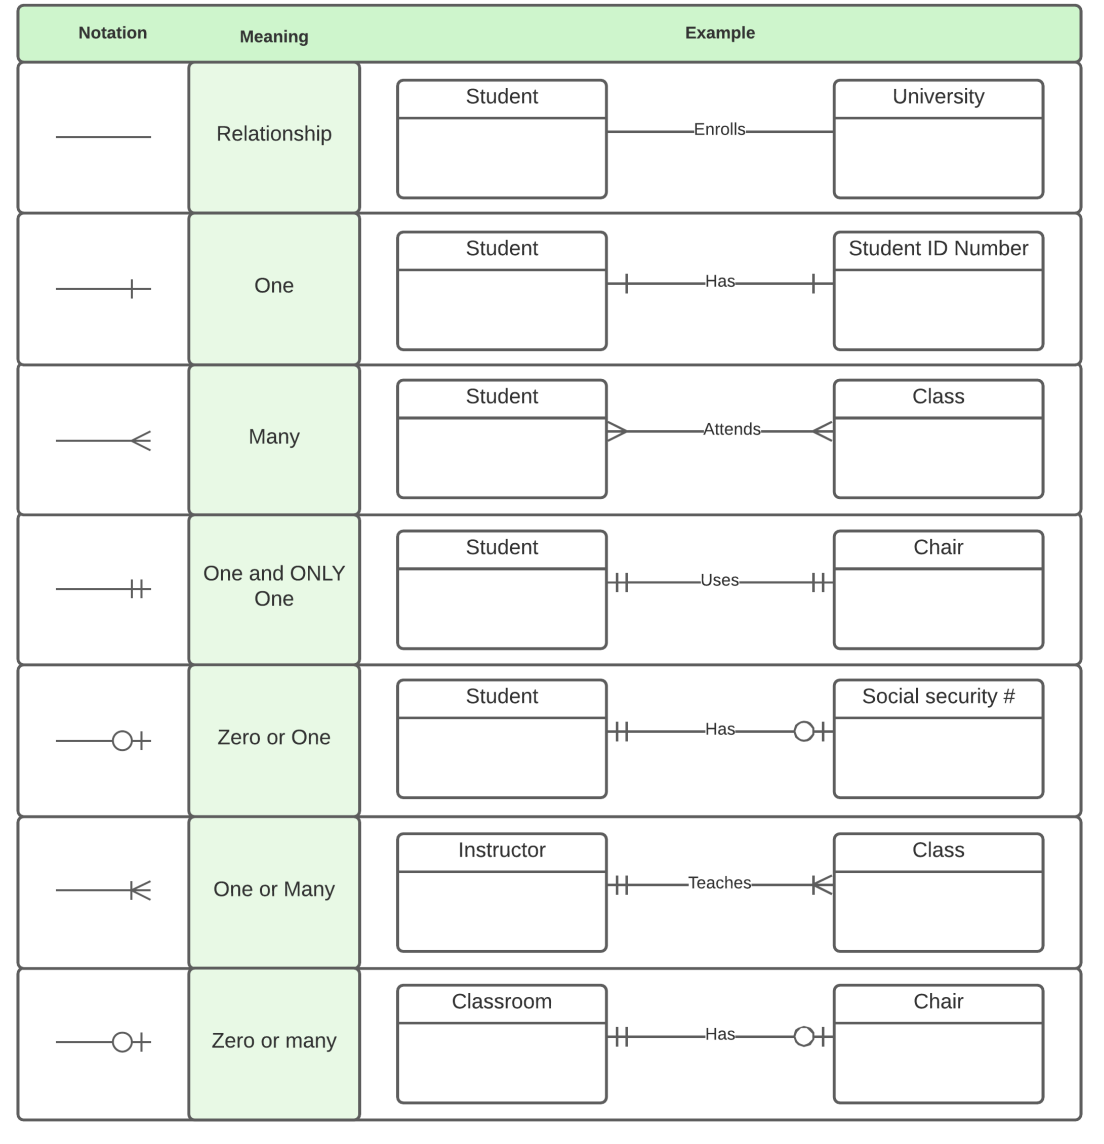 Notation
Meaning
Example
Relationship
Student
Enrolls
University
One
Student
Has
Student ID Number
Many
Student
Attends
Class
One and ONLY
One
Student
Uses
Chair
Zero or One
Student
Has
Social security #
One or Many
Instructor
Teaches
Class
Zero or many
Classroom
Has
Chair